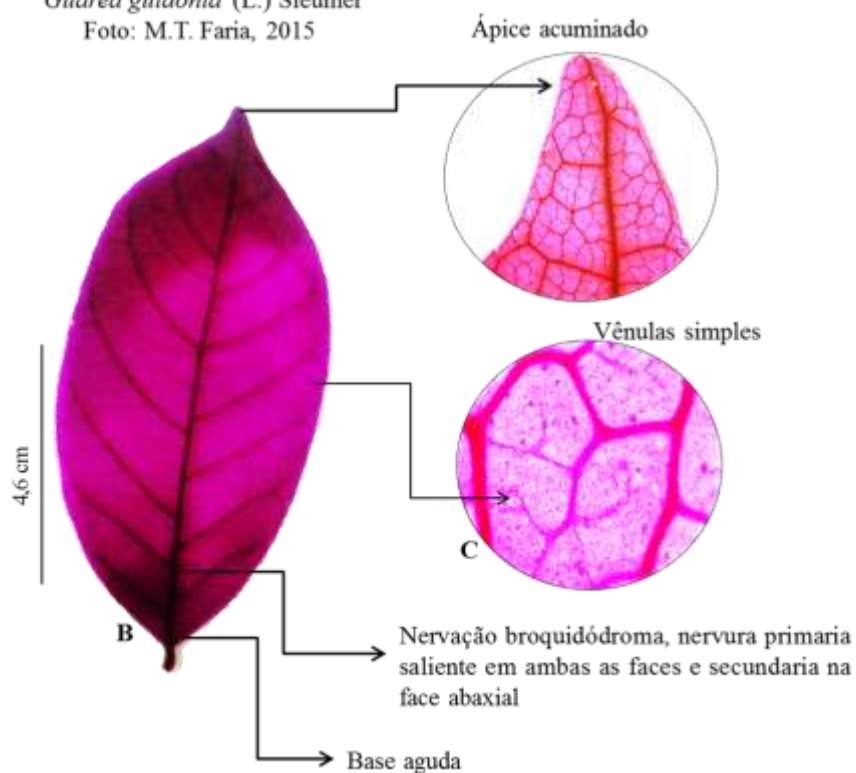 Guarea guidonia (L.) Sleumer
Foto: M.T. Faria, 2015
Ápice acuminado
Vênulas simples
4,6 cm
C
B
Nervação broquidódroma, nervura primaria
saliente em ambas as faces e secundaria na
face abaxial
Base aguda